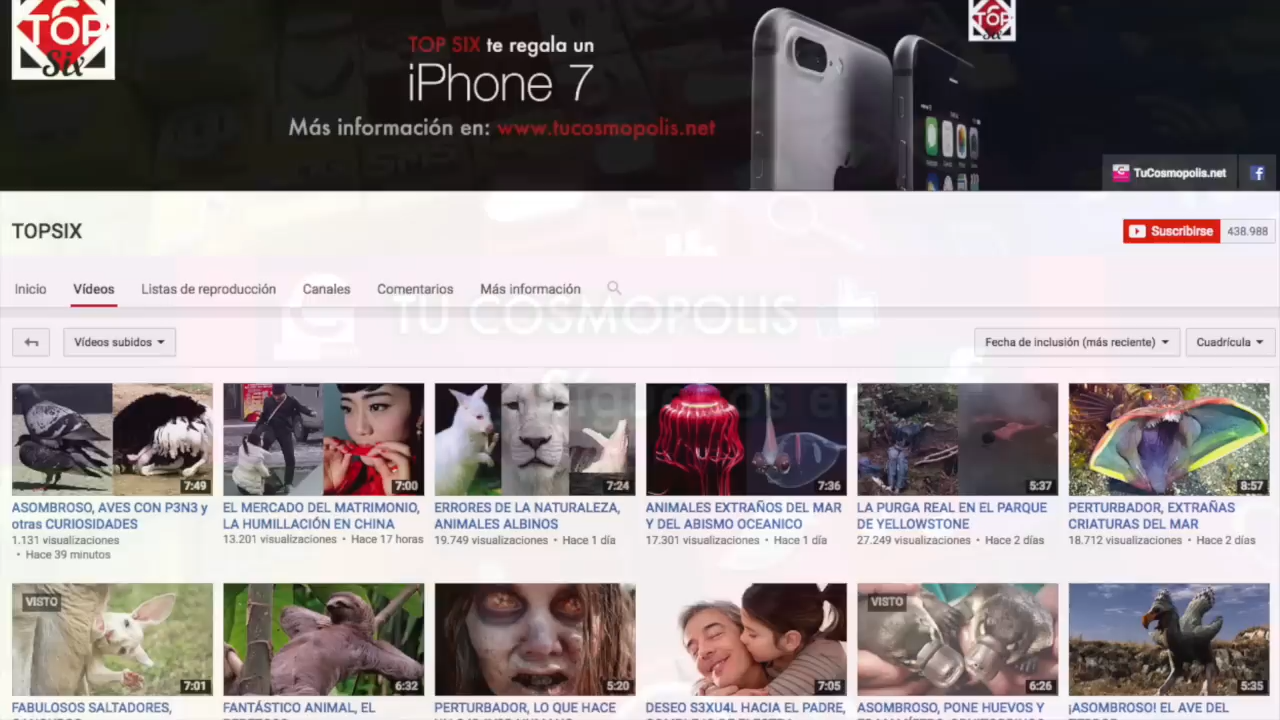 TOP
Six
TOP SIX te regala un
iPhone 7
Más información en: www.tucosmopolis.net
TOP
Six
TuCosmopolis.net
TOPSIX
Suscribirse 438.988
Inicio Vídeos Listas de reproducción Canales Comentarios Más información
TU COSMOPOLIS
Vídeos subidos
Fecha de inclusión (más reciente) Cuadrícula
Síguenos en
7:49 7:00 7:24 7:36 5:37 8:57
ASOMBROSO, AVES CON P3N3 y
otras CURIOSIDADES
1.131 visualizaciones
• Hace 39 minutos
EL MERCADO DEL MATRIMONIO,
LA HUMILLACIÓN EN CHINA
13.201 visualizaciones • Hace 17 horas
ERRORES DE LA NATURALEZA,
ANIMALES ALBINOS
19.749 visualizaciones • Hace 1 día
ANIMALES EXTRAÑOS DEL MAR
Y DEL ABISMO OCEANICO
17.301 visualizaciones • Hace 1 día
LA PURGA REAL EN EL PARQUE
DE YELLOWSTONE
27.249 visualizaciones • Hace 2 días
PERTURBADOR, EXTRAÑAS
CRIATURAS DEL MAR
18.712 visualizaciones • Hace 2 días
VISTO VISTO
7:01 6:32 5:20 7:05 6:26 5:35
FABULOSOS SALTADORES,
FANTÁSTICO ANIMAL, EL
PERTURBADOR, LO QUE HACE
DESEO S3XU4L HACIA EL PADRE,
ASOMBROSO, PONE HUEVOS Y
¡ASOMBROSO! EL AVE DEL